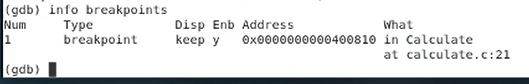 (gdb) info breakpoints
Num     Type           Disp Enb Address            What
1       breakpoint     keep y   0x0000000000400810 in Calculate
                                                   at calculate.c:21
(gdb)